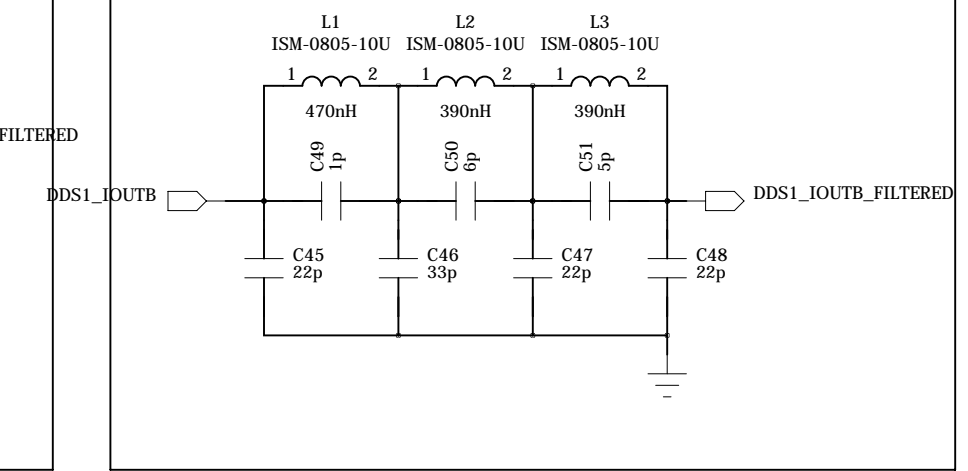 L1
ISM-0805-10U
1 2
470nH
L2
ISM-0805-10U
1 2
390nH
L3
ISM-0805-10U
1 2
390nH
FILTERED
C49
1p
C50
6p
C51
5p
DDS1_IOUTB
DDS1_IOUTB_FILTERED
C45
22p
C46
33p
C47
22p
C48
22p